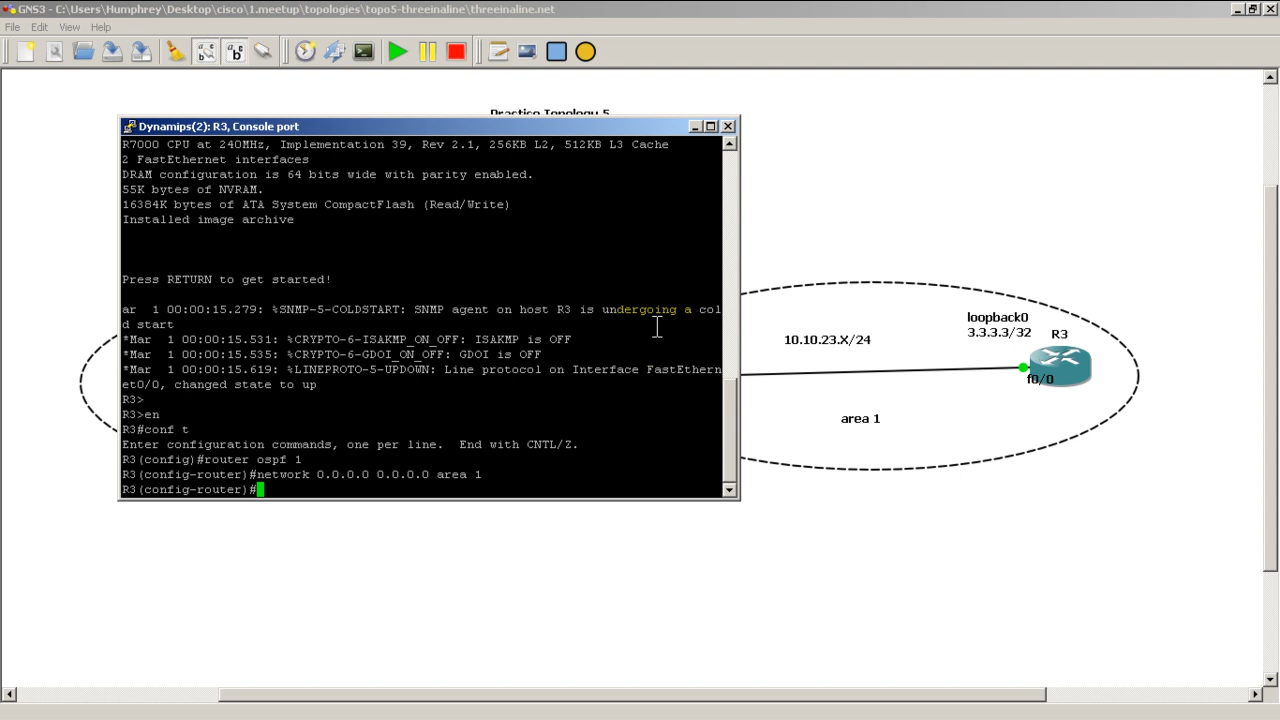 GNS3 - C:\Users\Humphrey\Desktop\cisco\1.meetup\topologies\topo5-threeinaline\threeinaline.net
File Edit View Help
Practice Topology 5
Dynamips(2): R3, Console port
R7000 CPU at 240MHz, Implementation 39, Rev 2.1, 256KB L2, 512KB L3 Cache
2 FastEthernet interfaces
DRAM configuration is 64 bits wide with parity enabled.
55K bytes of NVRAM.
16384K bytes of ATA System CompactFlash (Read/Write)
Installed image archive
Press RETURN to get started!
ar  1 00:00:15.279: %SNMP-5-COLDSTART: SNMP agent on host R3 is undergoing a col
d start
*Mar  1 00:00:15.531: %CRYPTO-6-ISAKMP_ON_OFF: ISAKMP is OFF
*Mar  1 00:00:15.535: %CRYPTO-6-GDOI_ON_OFF: GDOI is OFF
*Mar  1 00:00:15.619: %LINEPROTO-5-UPDOWN: Line protocol on Interface FastEthern
et0/0, changed state to up
R3>
R3>en
R3#conf t
Enter configuration commands, one per line.  End with CNTL/Z.
R3(config)#router ospf 1
R3(config-router)#network 0.0.0.0 0.0.0.0 area 1
R3(config-router)#
loopback0
3.3.3.3/32
R3
10.10.23.X/24
f0/0
area 1